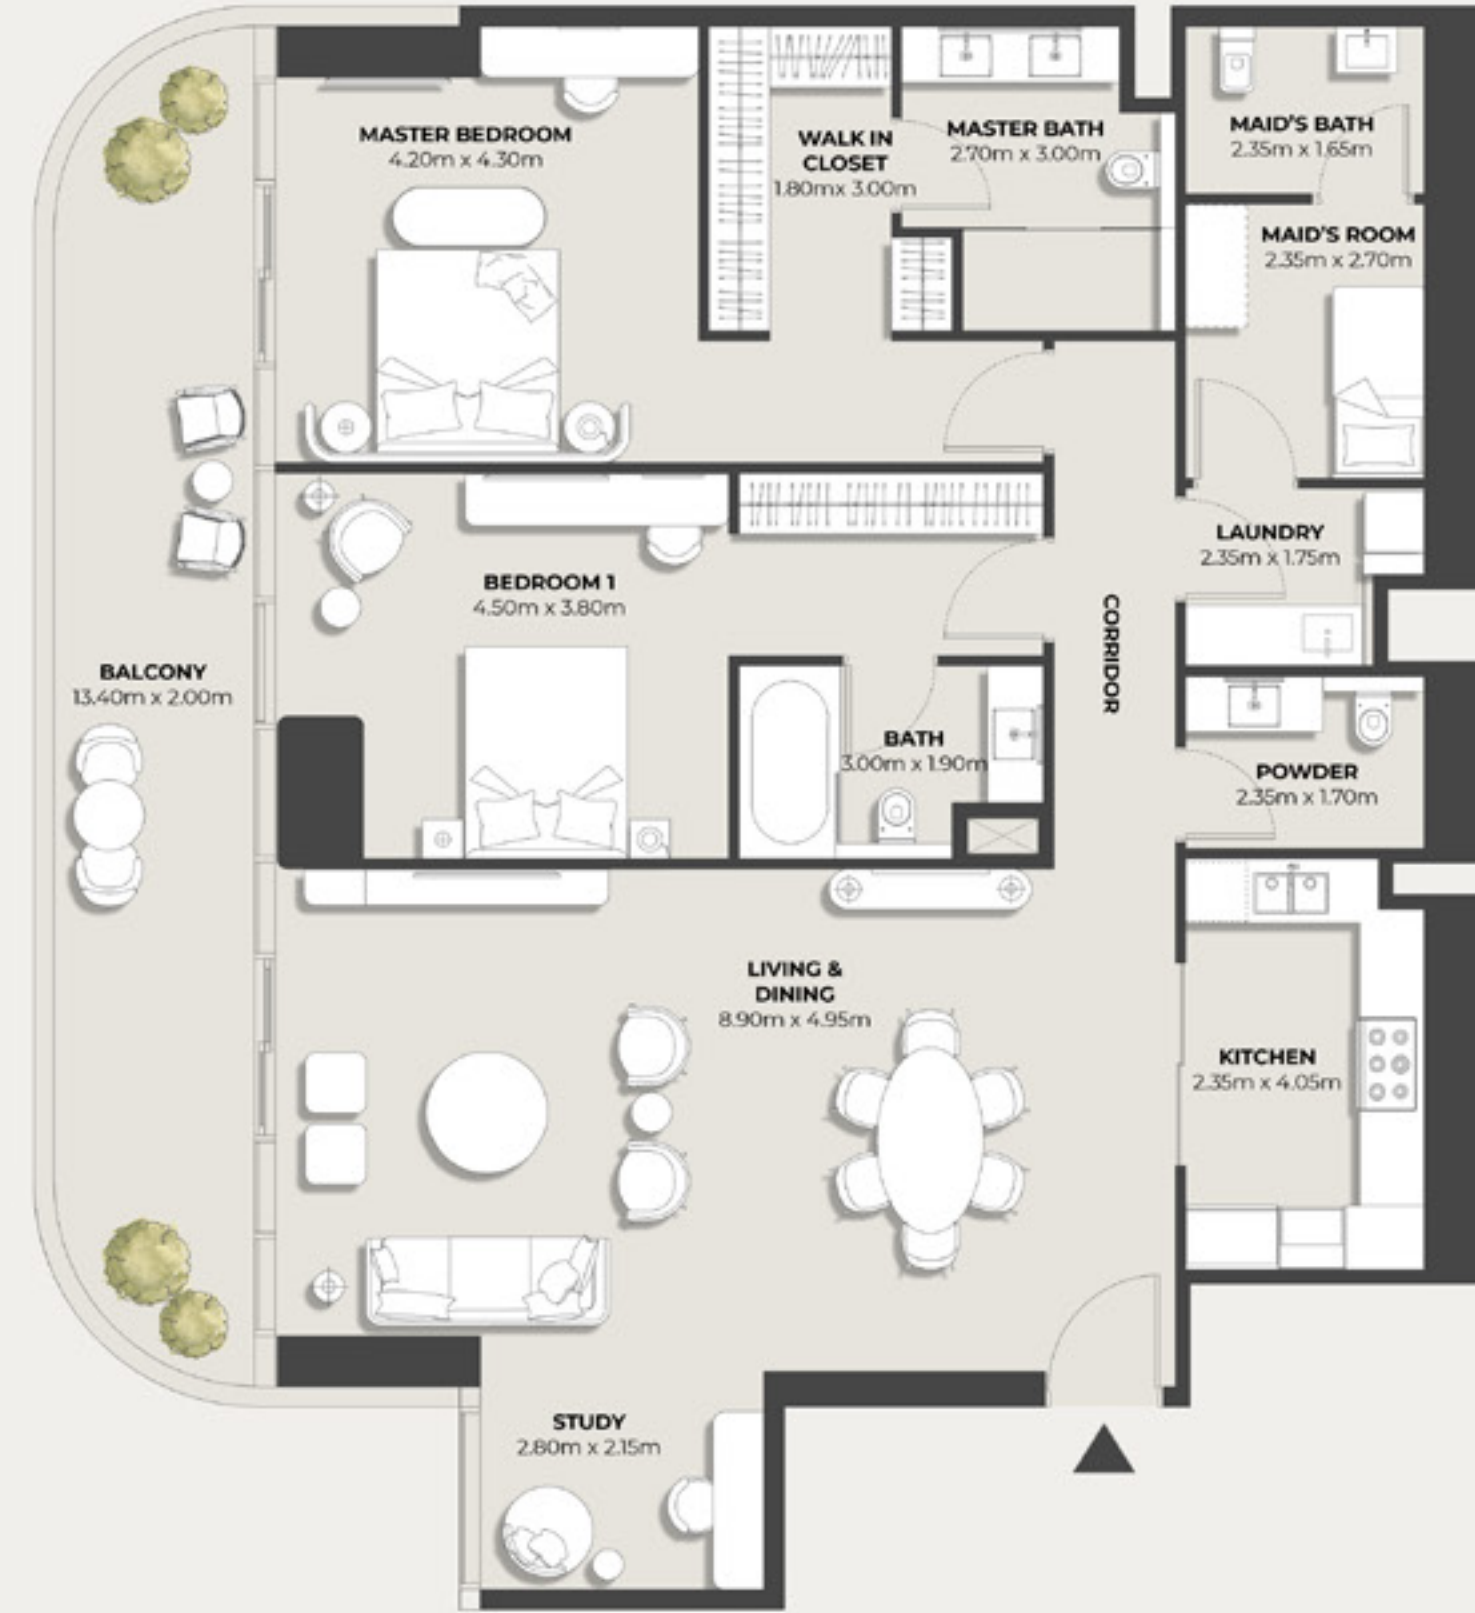 MASTER BEDROOM
4.20m x 4.30m
WALK IN
CLOSET
1.80mx 3.00m
MASTER BATH
2.70m x 3.00m
MAID'S BATH
2.35m x 1.65m
MAID'S ROOM
2.35m x 2.70m
LAUNDRY
2.35m x 1.75m
BEDROOM 1
4.50m x 3.80m
CORRIDOR
BALCONY
13.40m x 2.00m
BATH
3.00m x 1.90m
POWDER
2.35m x 1.70m
LIVING &
DINING
8.90m x 4.95m
KITCHEN
2.35m x 4.05m
STUDY
2.80m x 2.15m